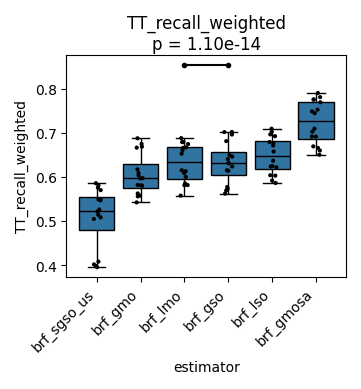 TT_recall_weighted
p = 1.10e-14
TT_recall_weighted
0.8
0.7
0.6
0.5
0.4
brf_sgso_us
brf_gmo
brf_lmo
brf_gso
brf_lso
brf_gmosa
estimator